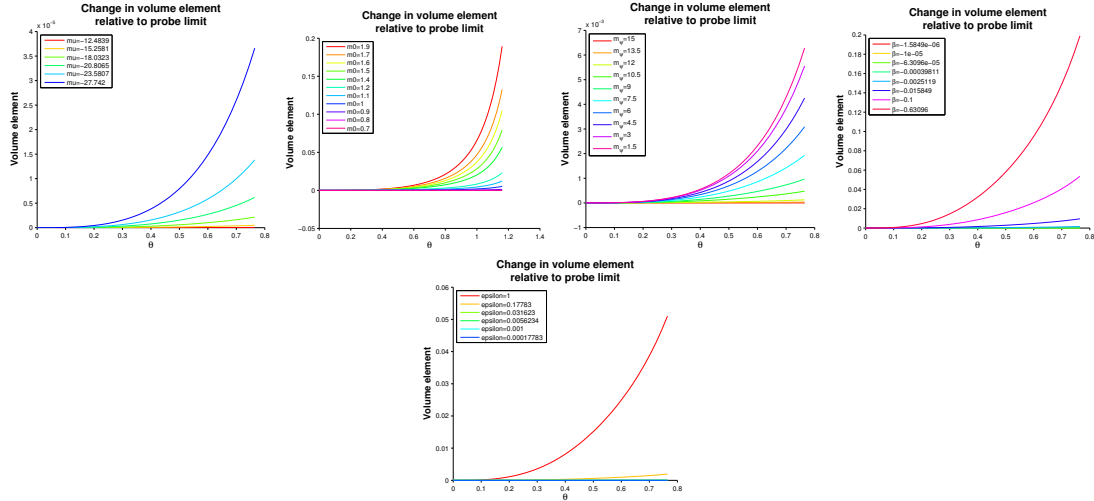 Change in volume element
relative to probe limit
x 10⁻⁵
4
3.5
3
2.5
2
1.5
1
0.5
0
mu=−12.4839
mu=−15.2581
mu=−18.0323
mu=−20.8065
mu=−23.5807
mu=−27.742
Volume element
0 0.1 0.2 0.3 0.4 0.5 0.6 0.7 0.8
θ
Change in volume element
relative to probe limit
0.2
0.15
0.1
0.05
0
−0.05
m0=1.9
m0=1.7
m0=1.6
m0=1.5
m0=1.4
m0=1.2
m0=1.1
m0=1
m0=0.9
m0=0.8
m0=0.7
Volume element
0 0.2 0.4 0.6 0.8 1 1.2 1.4
θ
Change in volume element
relative to probe limit
7
6
5
4
3
2
1
0
−1
m_ψ=15
m_ψ=13.5
m_ψ=12
m_ψ=10.5
m_ψ=9
m_ψ=7.5
m_ψ=6
m_ψ=4.5
m_ψ=3
m_ψ=1.5
Volume element
0 0.1 0.2 0.3 0.4 0.5 0.6 0.7 0.8
θ
Change in volume element
relative to probe limit
0.2
0.18
0.16
0.14
0.12
0.1
0.08
0.06
0.04
0.02
0
β=−1.5849e−06
β=−1e−05
β=−6.3096e−05
β=−0.00039811
β=−0.0025119
β=−0.015849
β=−0.1
β=−0.63096
Volume element
0 0.1 0.2 0.3 0.4 0.5 0.6 0.7 0.8
θ
Change in volume element
relative to probe limit
0.06
0.05
0.04
0.03
0.02
0.01
0
epsilon=1
epsilon=0.17783
epsilon=0.031623
epsilon=0.0056234
epsilon=0.001
epsilon=0.00017783
Volume element
0 0.1 0.2 0.3 0.4 0.5 0.6 0.7 0.8
θ